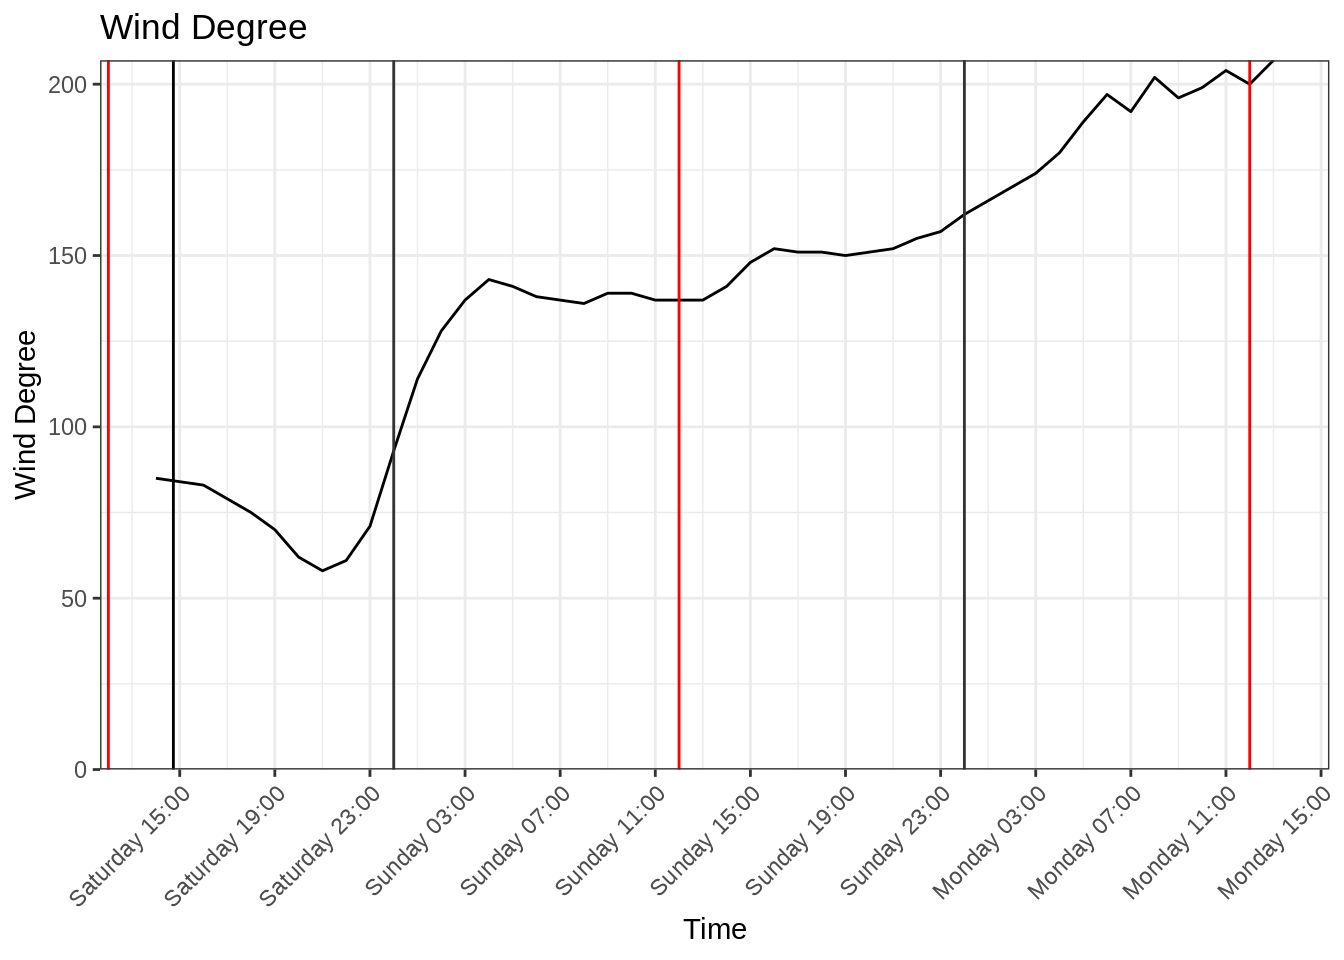 Wind Degree
Wind Degree
200
150
100
50
0
Saturday 15:00
Saturday 19:00
Saturday 23:00
Sunday 03:00
Sunday 07:00
Sunday 11:00
Sunday 15:00
Sunday 19:00
Sunday 23:00
Monday 03:00
Monday 07:00
Monday 11:00
Monday 15:00
Time